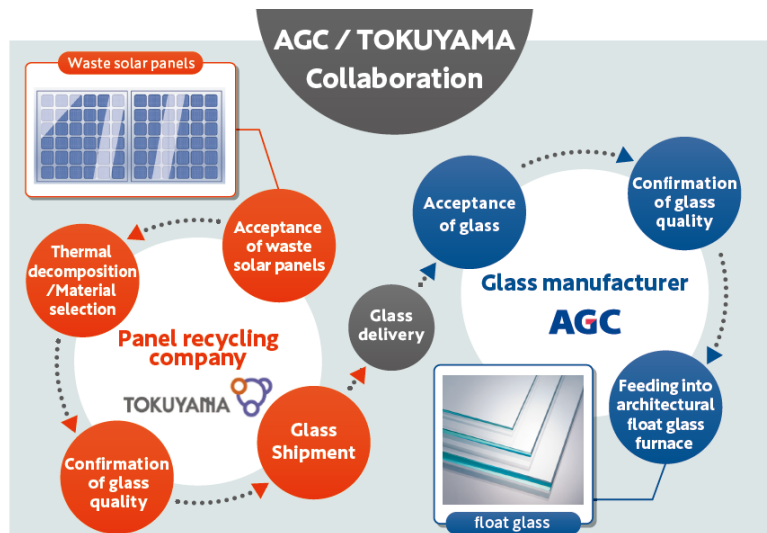 AGC / TOKUYAMA
Collaboration
Waste solar panels
Acceptance
of waste
solar panels
Thermal
decomposition
/Material
selection
Panel recycling
company
TOKUYAMA
Confirmation
of glass
quality
Glass
Shipment
Glass
delivery
Acceptance
of glass
Confirmation
of glass
quality
Glass manufacturer
AGC
Feeding into
architectural
float glass
furnace
float glass